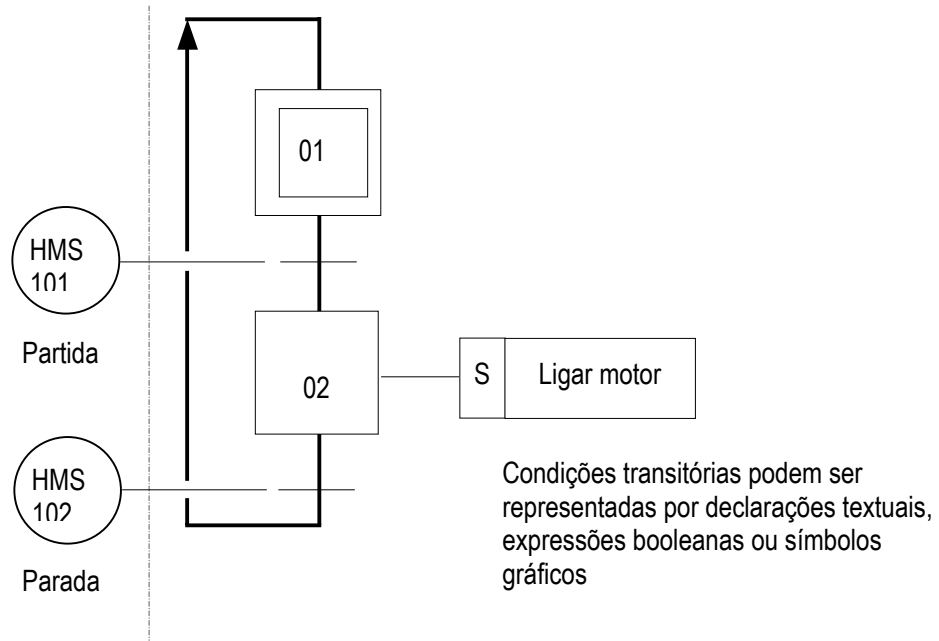 01
HMS
101
Partida
02
S
Ligar motor
HMS
102
Parada
Condições transitórias podem ser
representadas por declarações textuais,
expressões booleanas ou símbolos
gráficos